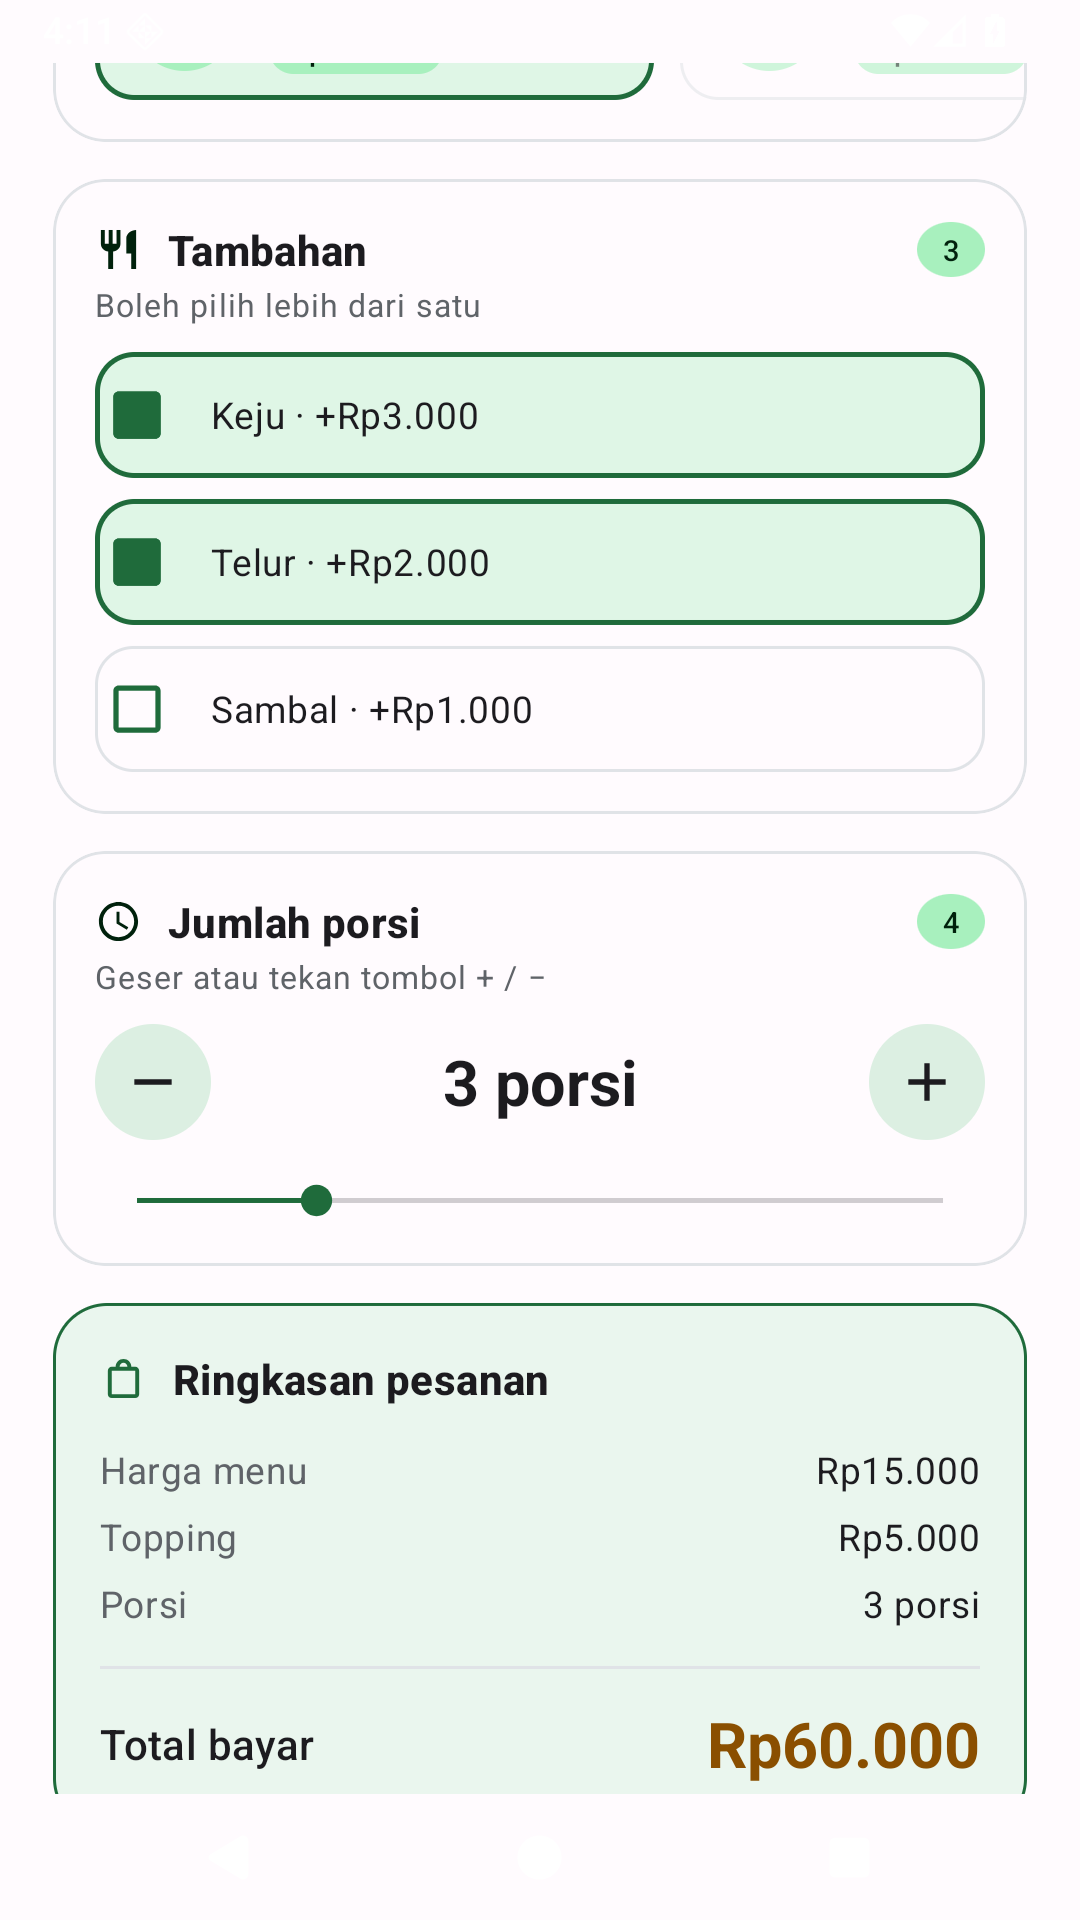 Tambahan
3
Boleh pilih lebih dari satu
Keju · +Rp3.000
Telur · +Rp2.000
Sambal · +Rp1.000
Jumlah porsi
4
Geser atau tekan tombol + / −
3 porsi
Ringkasan pesanan
Harga menu Rp15.000
Topping Rp5.000
Porsi 3 porsi
Total bayar Rp60.000